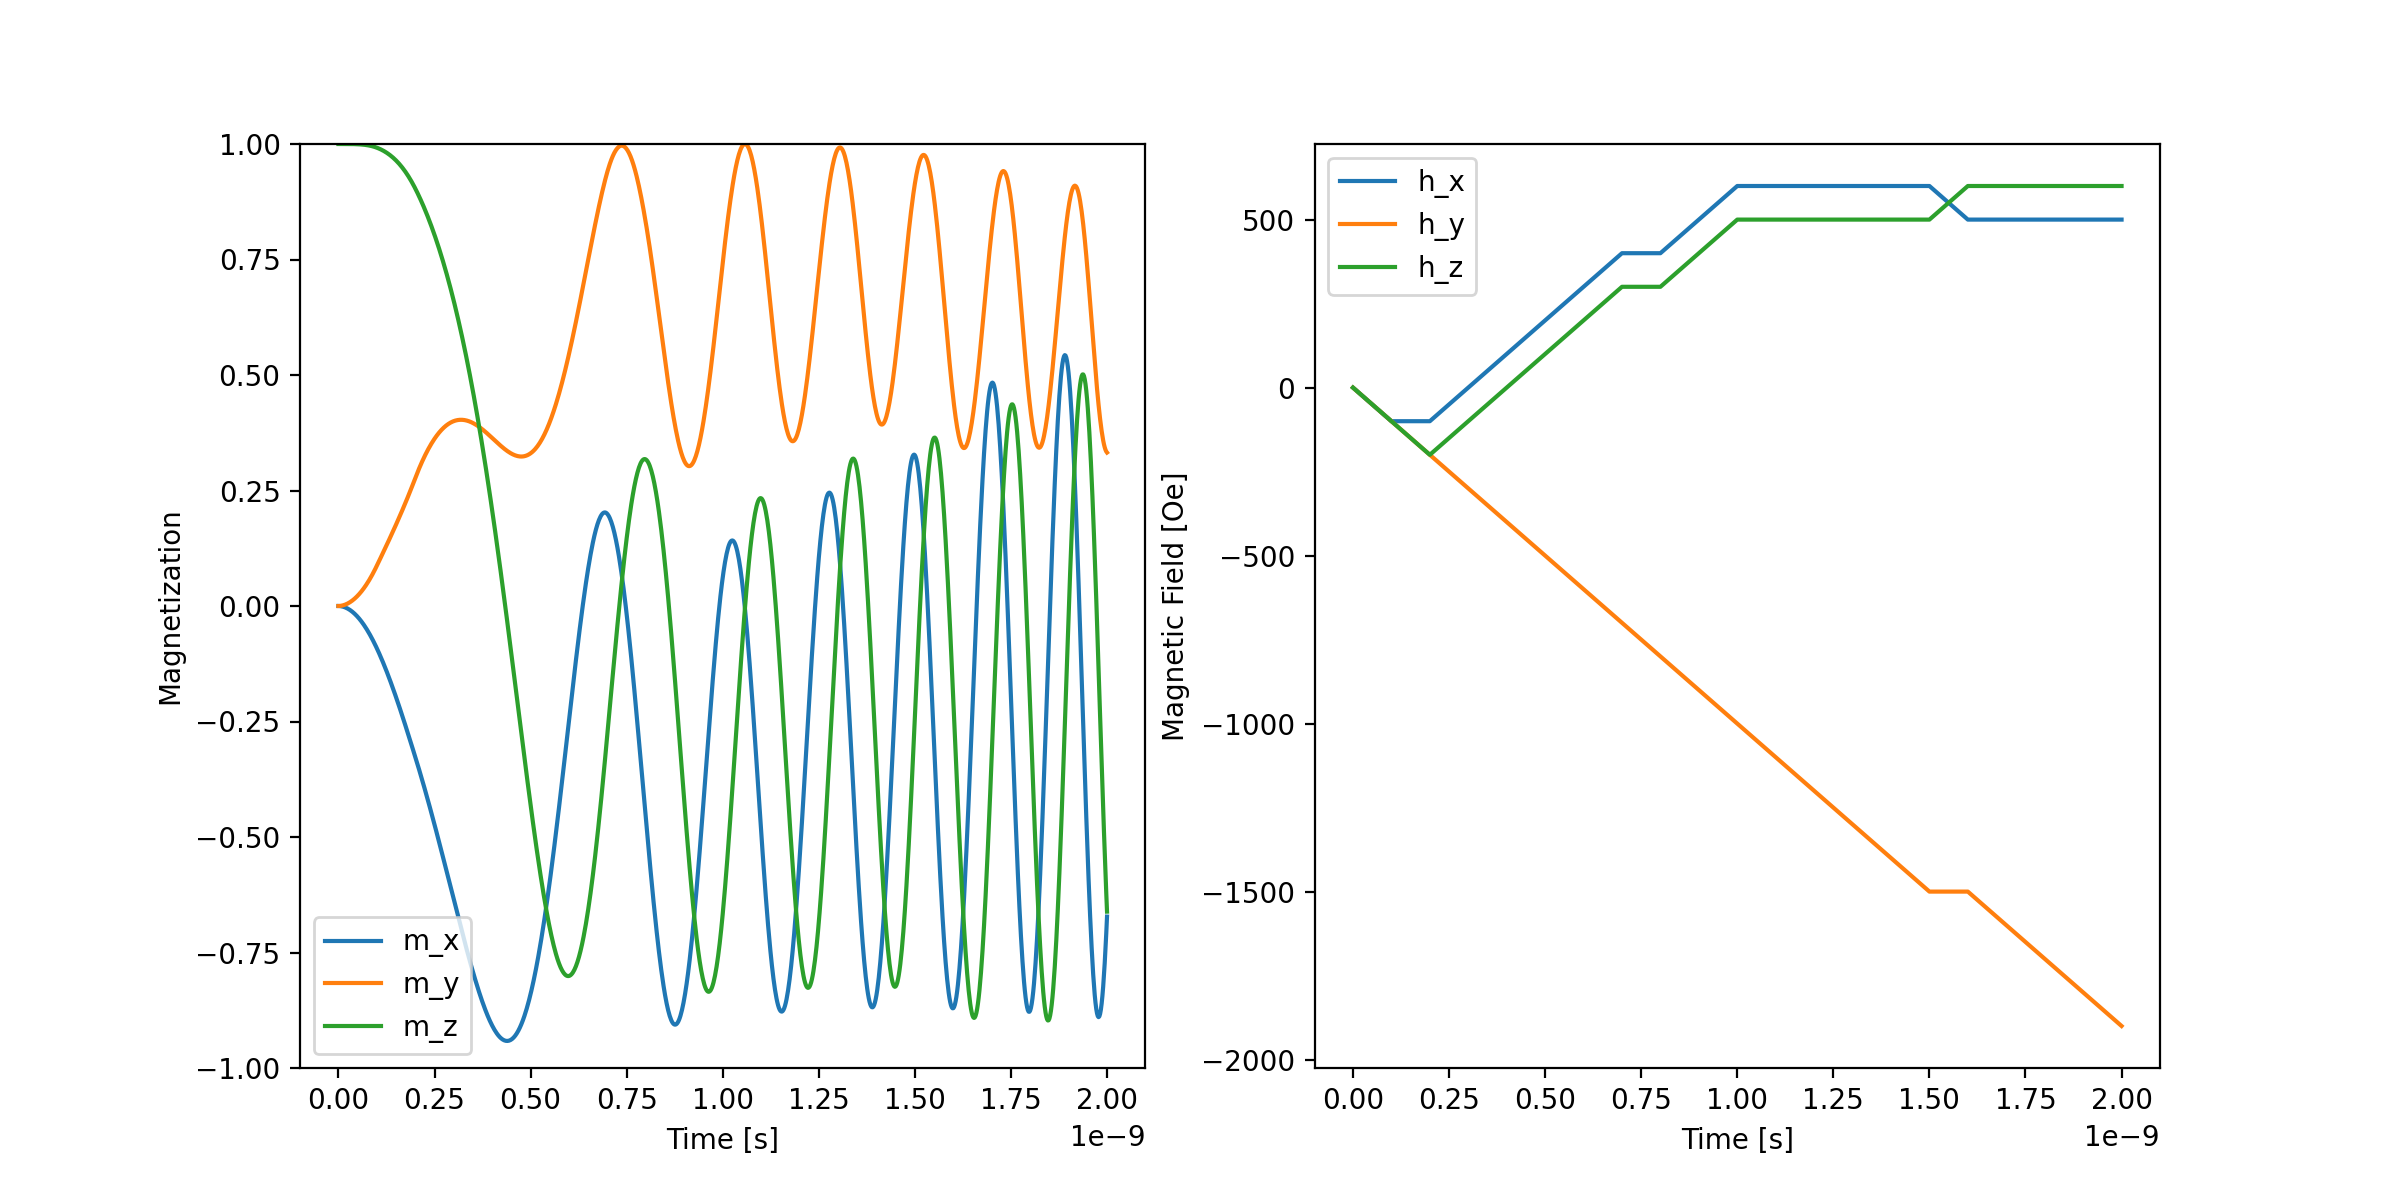 1.00
0.75
0.50
0.25
0.00
−0.25
−0.50
−0.75
−1.00
Magnetization
m_x
m_y
m_z
0.00 0.25 0.50 0.75 1.00 1.25 1.50 1.75 2.00
Time [s]
1e−9
500
0
−500
−1000
−1500
−2000
Magnetic Field [Oe]
h_x
h_y
h_z
0.00 0.25 0.50 0.75 1.00 1.25 1.50 1.75 2.00
Time [s]
1e−9